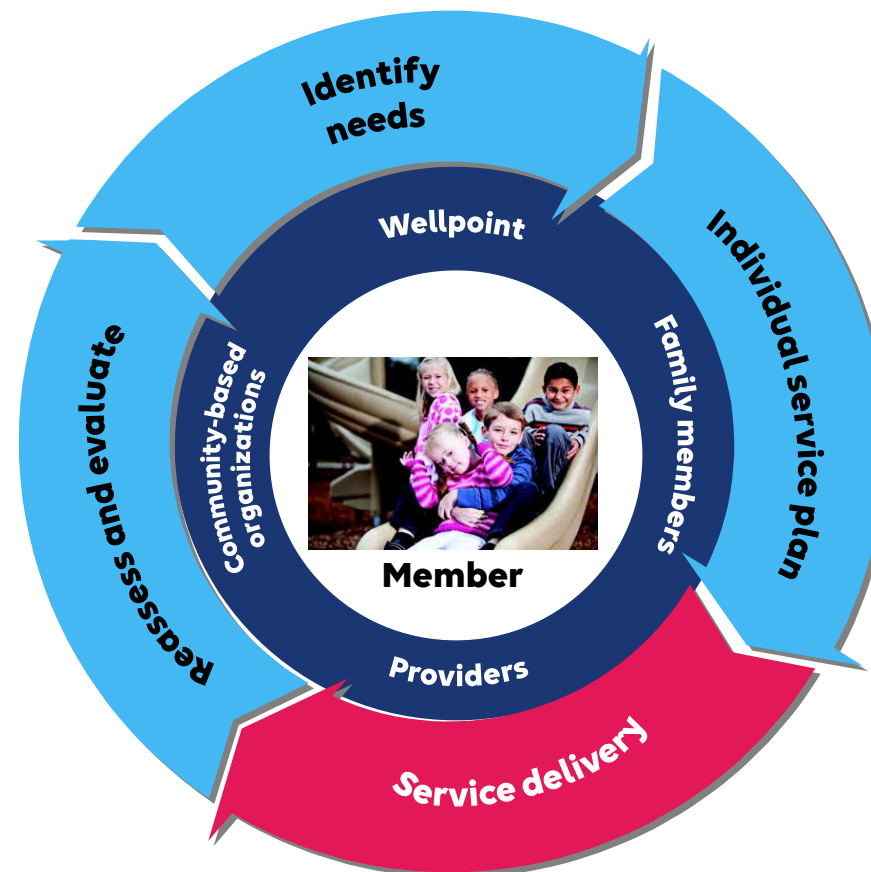 Identify
needs
Individual service plan
Service delivery
Reassess and evaluate
Wellpoint
Family members
Providers
Community-based
organizations
Member